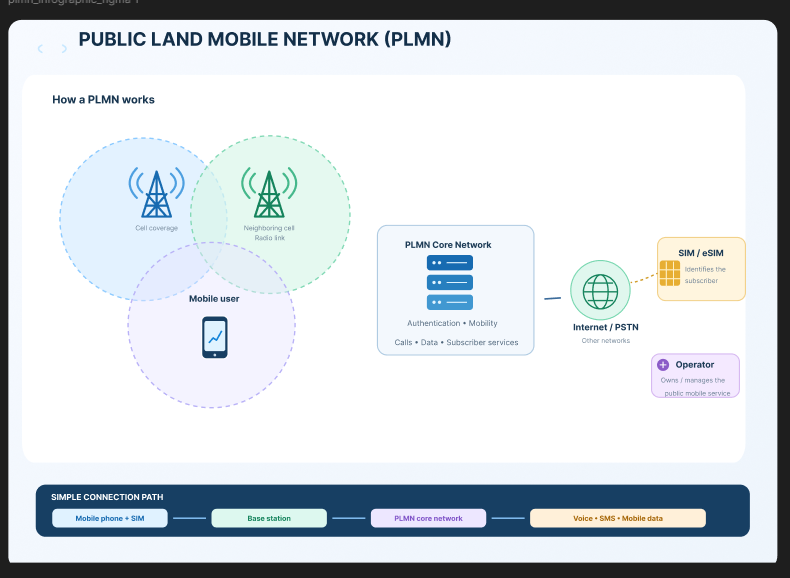 plmn_infographic_figma 1
PUBLIC LAND MOBILE NETWORK (PLMN)
How a PLMN works
Cell coverage
Neighboring cell
Radio link
Mobile user
PLMN Core Network
Authentication • Mobility
Calls • Data • Subscriber services
Internet / PSTN
Other networks
SIM / eSIM
Identifies the
subscriber
Operator
Owns / manages the
public mobile service
SIMPLE CONNECTION PATH
Mobile phone + SIM
Base station
PLMN core network
Voice • SMS • Mobile data